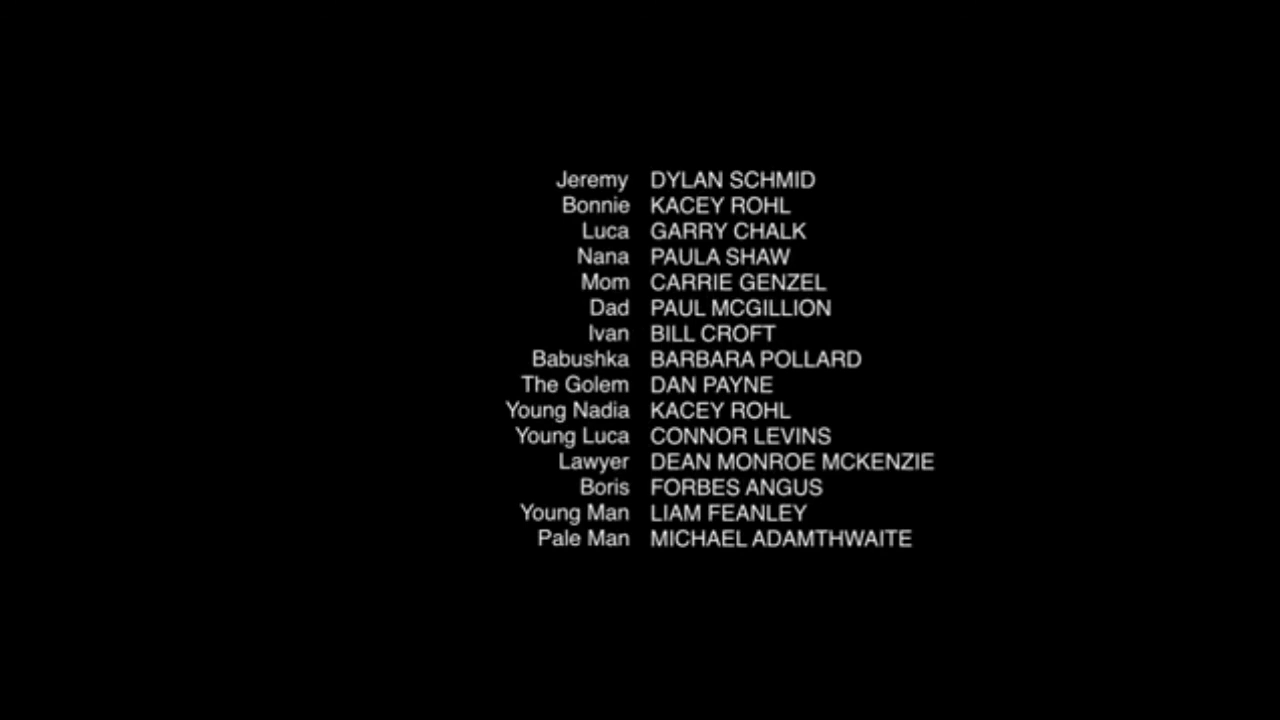 Jeremy DYLAN SCHMID
Bonnie KACEY ROHL
Luca GARRY CHALK
Nana PAULA SHAW
Mom CARRIE GENZEL
Dad PAUL MCGILLION
Ivan BILL CROFT
Babushka BARBARA POLLARD
The Golem DAN PAYNE
Young Nadia KACEY ROHL
Young Luca CONNOR LEVINS
Lawyer DEAN MONROE MCKENZIE
Boris FORBES ANGUS
Young Man LIAM FEANLEY
Pale Man MICHAEL ADAMTHWAITE